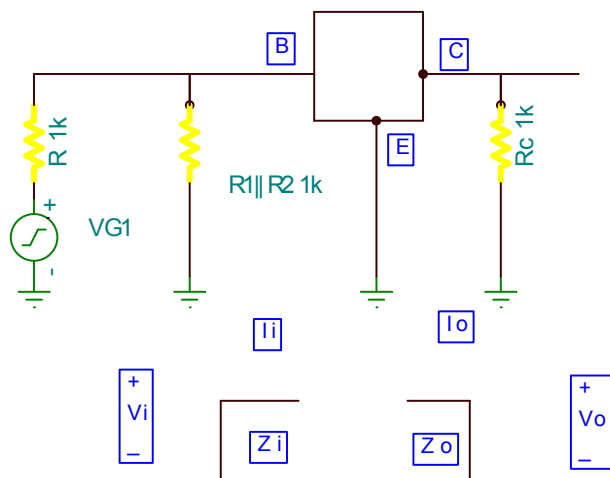 B
C
E
R 1k
R1|| R2 1k
Rc 1k
+
VG1
-
I i
I o
+
Vi
–
+
Vo
–
Z i
Z o